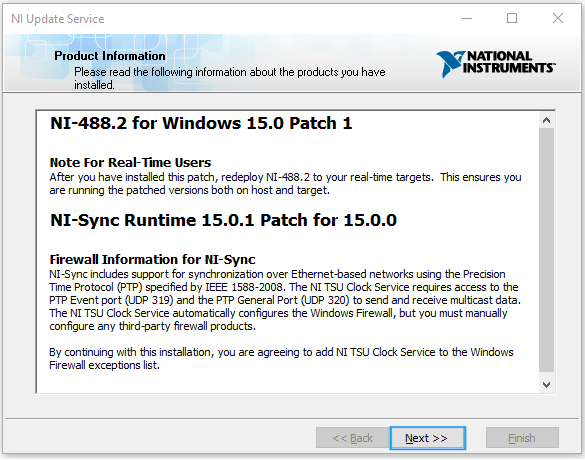 NI Update Service
Product Information
Please read the following information about the products you have
installed.
NATIONAL
INSTRUMENTS™
NI-488.2 for Windows 15.0 Patch 1
Note For Real-Time Users
After you have installed this patch, redeploy NI-488.2 to your real-time targets.  This ensures you
are running the patched versions both on host and target.
NI-Sync Runtime 15.0.1 Patch for 15.0.0
Firewall Information for NI-Sync
NI-Sync includes support for synchronization over Ethernet-based networks using the Precision
Time Protocol (PTP) specified by IEEE 1588-2008. The NI TSU Clock Service requires access to the
PTP Event port (UDP 319) and the PTP General Port (UDP 320) to send and receive multicast data.
The NI TSU Clock Service automatically configures the Windows Firewall, but you must manually
configure any third-party firewall products.
By continuing with this installation, you are agreeing to add NI TSU Clock Service to the Windows
Firewall exceptions list.
<< Back
Next >>
Finish